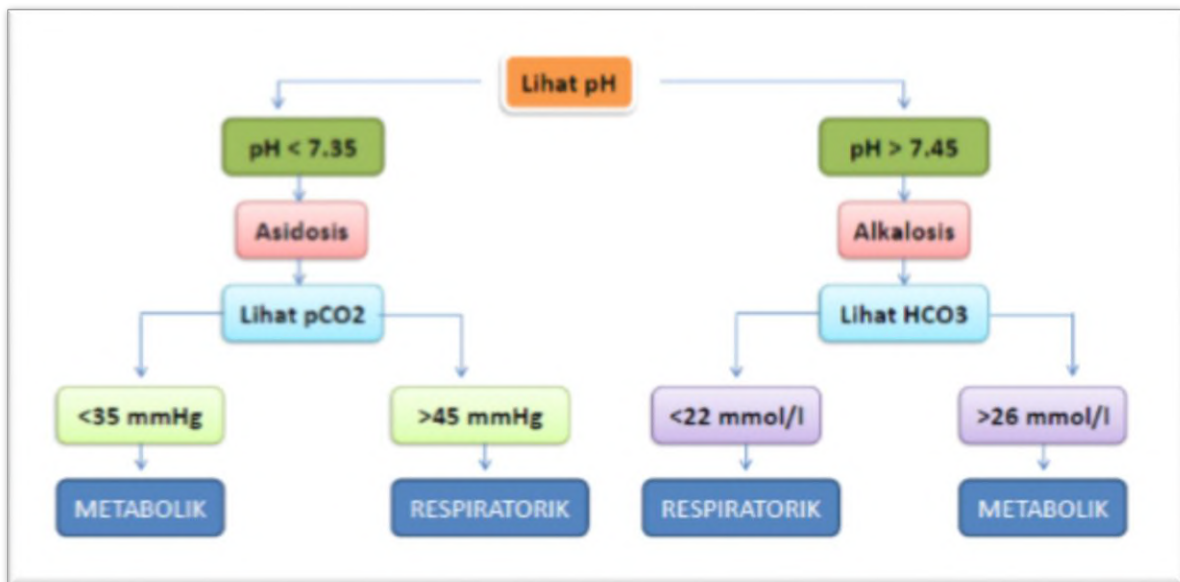 Lihat pH
pH < 7.35
pH > 7.45
Asidosis
Alkalosis
Lihat pCO2
Lihat HCO3
<35 mmHg
>45 mmHg
<22 mmol/l
>26 mmol/l
METABOLIK
RESPIRATORIK
RESPIRATORIK
METABOLIK